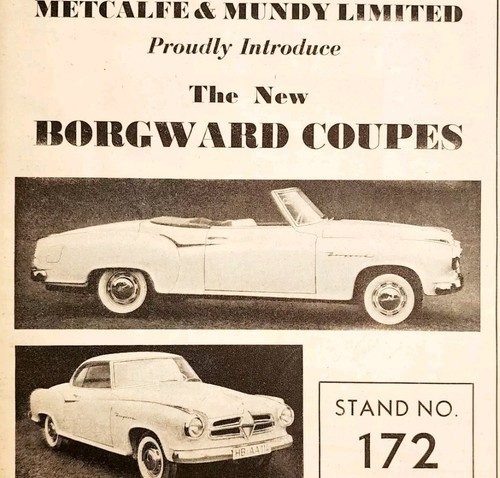 METCALFE & MUNDY LIMITED
Proudly Introduce
The New
BORGWARD COUPES
STAND NO.
172